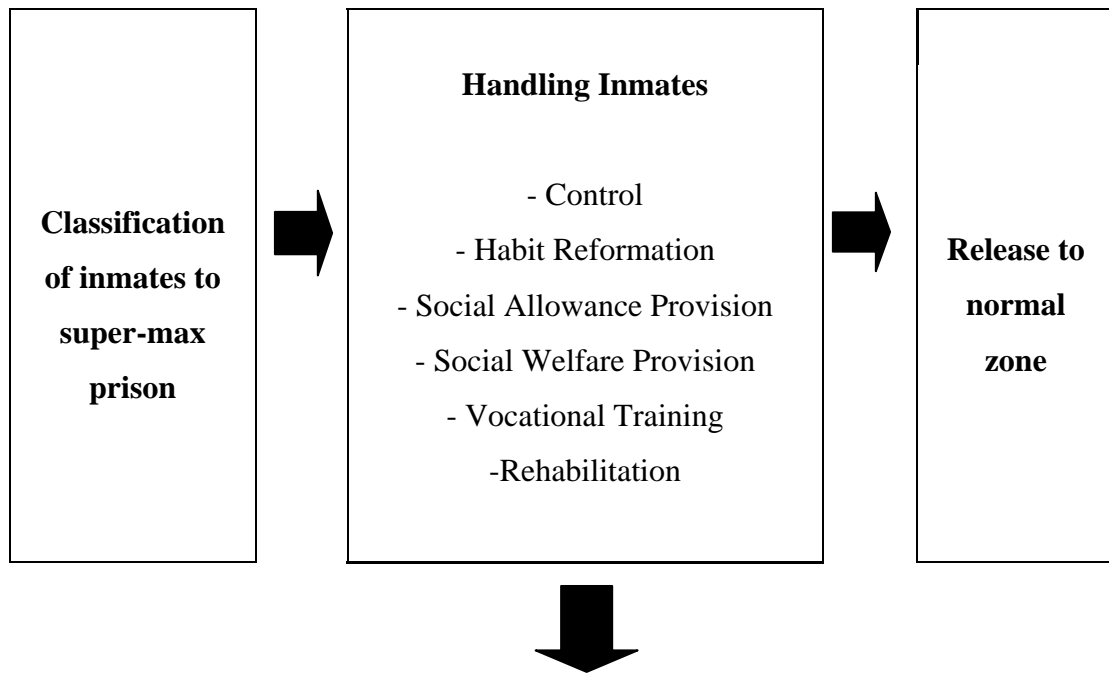 Classification
of inmates to
super-max
prison
Handling Inmates
- Control
- Habit Reformation
- Social Allowance Provision
- Social Welfare Provision
- Vocational Training
-Rehabilitation
Release to
normal
zone